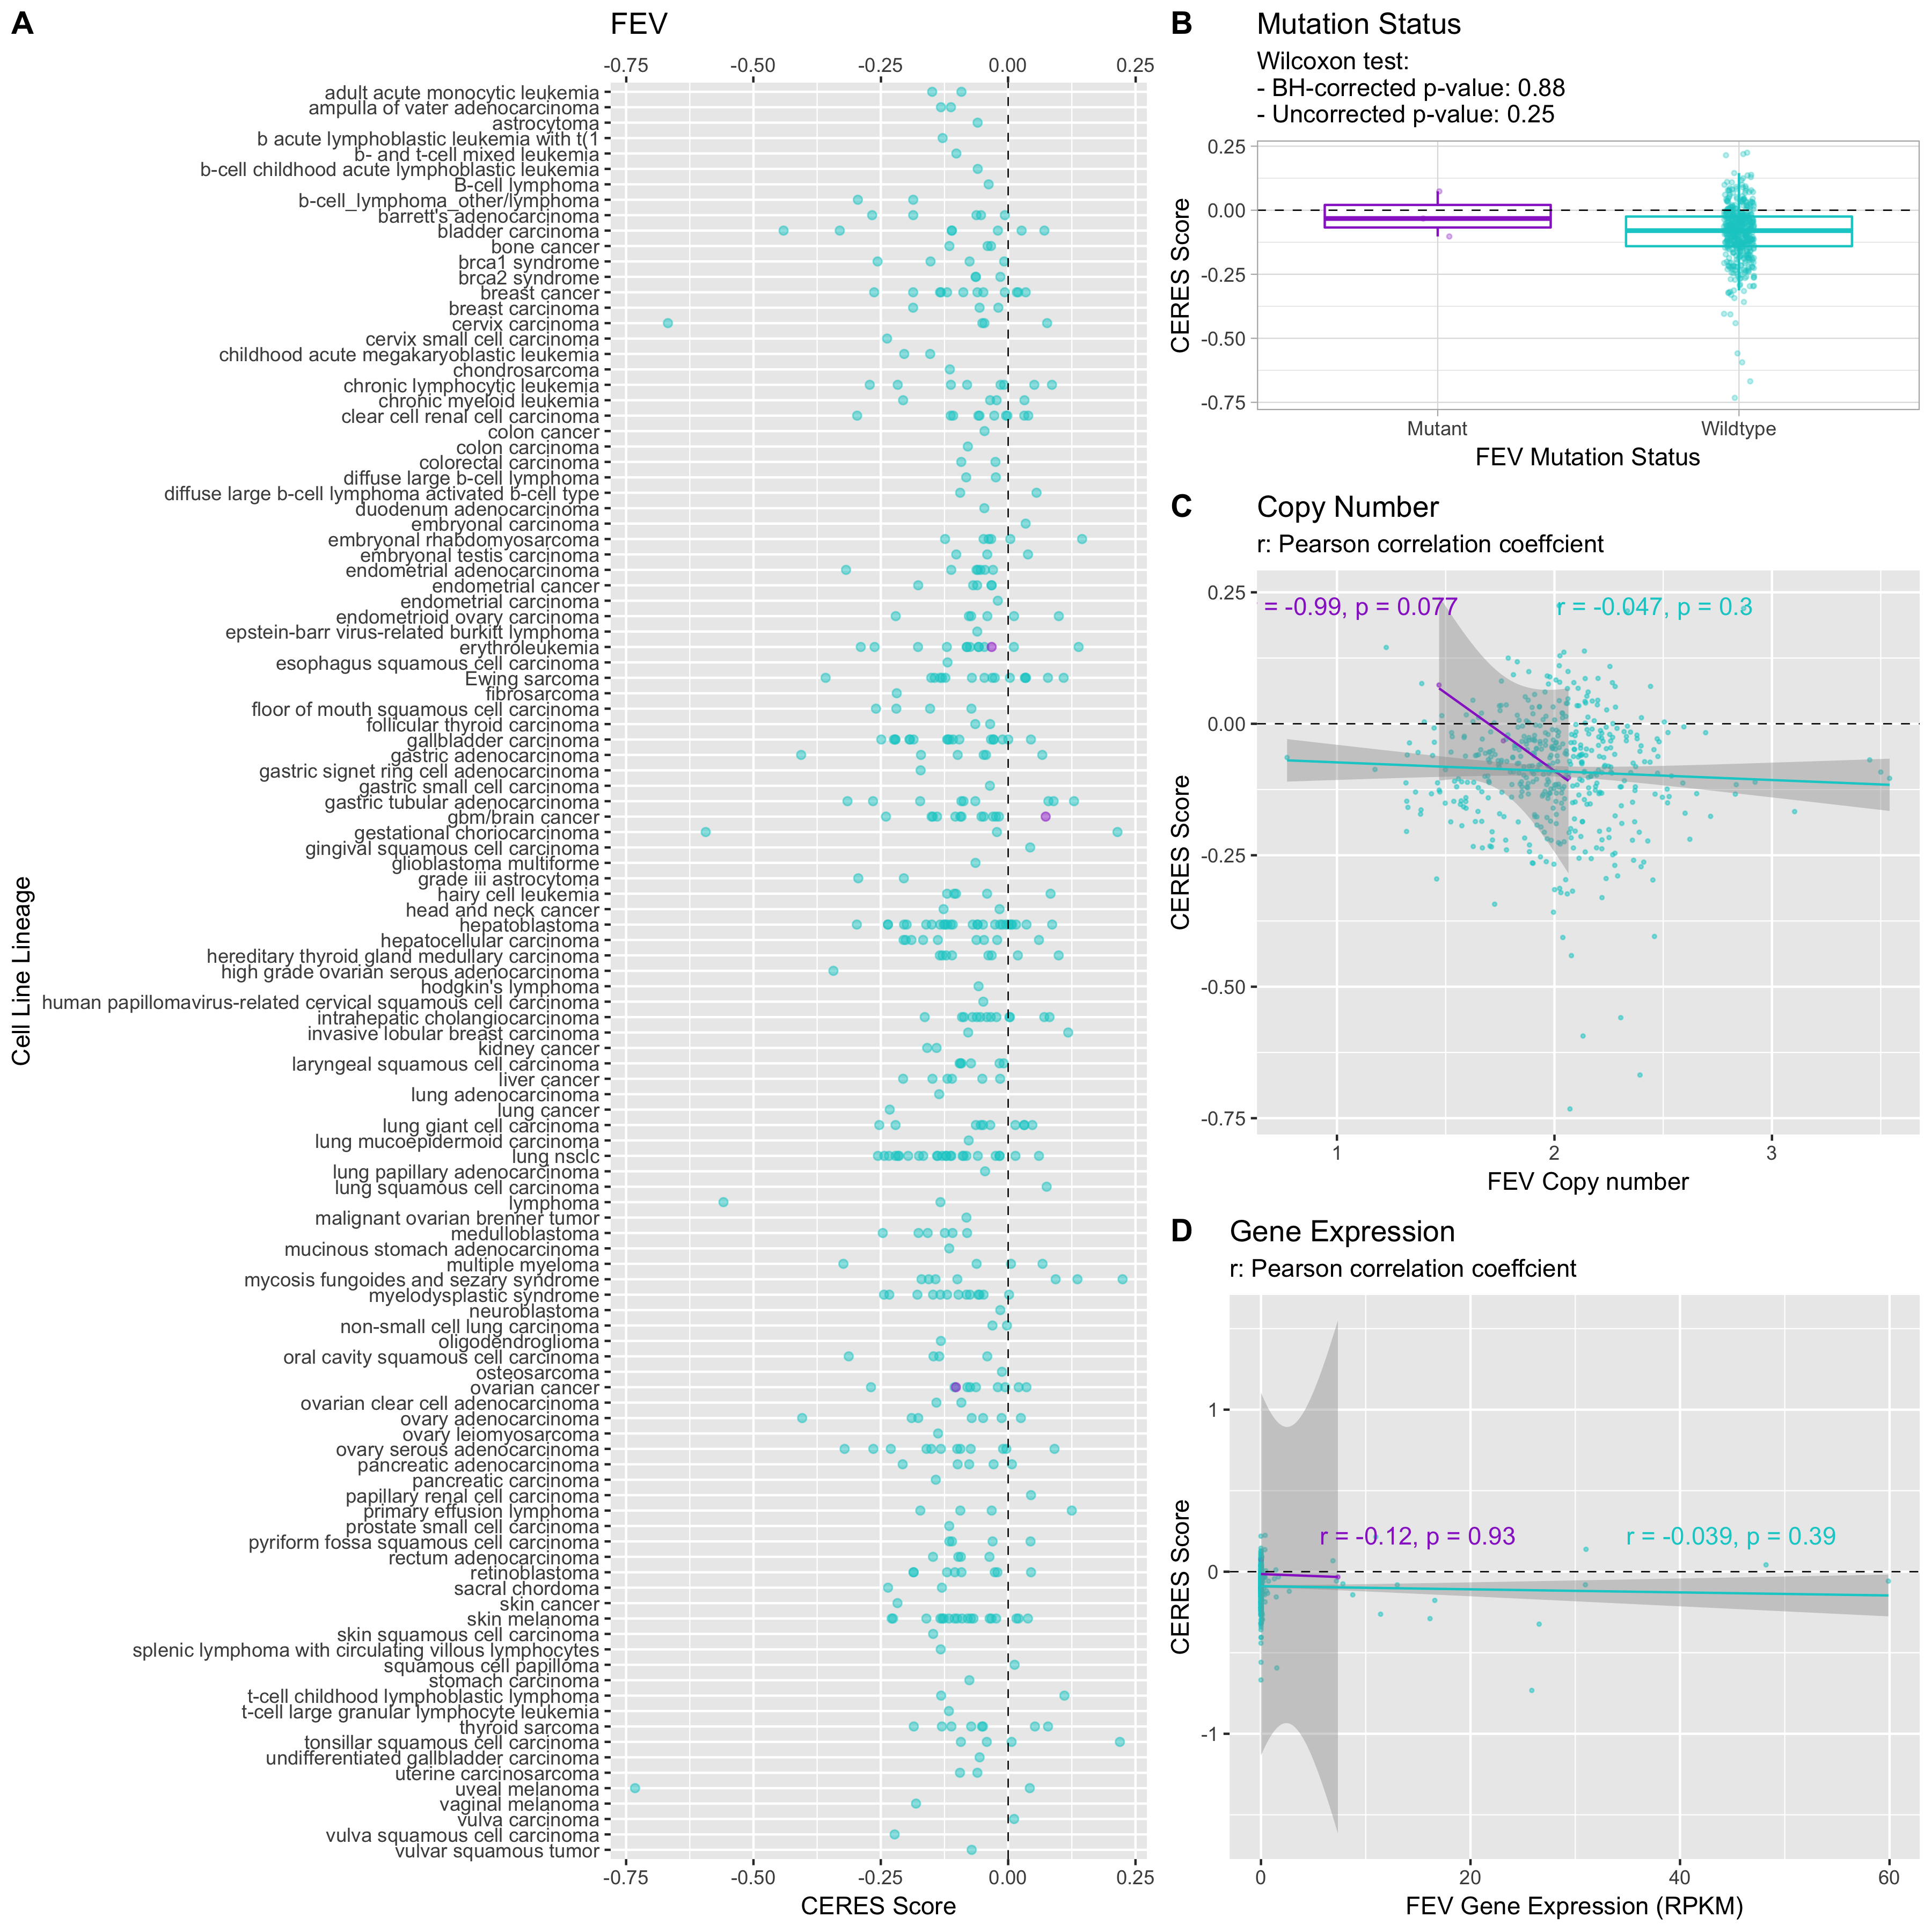 A
FEV
-0.75 -0.50 -0.25 0.00 0.25
adult acute monocytic leukemia
ampulla of vater adenocarcinoma
astrocytoma
b acute lymphoblastic leukemia with t(1
b- and t-cell mixed leukemia
b-cell childhood acute lymphoblastic leukemia
B-cell lymphoma
b-cell_lymphoma_other/lymphoma
barrett's adenocarcinoma
bladder carcinoma
bone cancer
brca1 syndrome
brca2 syndrome
breast cancer
breast carcinoma
cervix carcinoma
cervix small cell carcinoma
childhood acute megakaryoblastic leukemia
chondrosarcoma
chronic lymphocytic leukemia
chronic myeloid leukemia
clear cell renal cell carcinoma
colon cancer
colon carcinoma
colorectal carcinoma
diffuse large b-cell lymphoma
diffuse large b-cell lymphoma activated b-cell type
duodenum adenocarcinoma
embryonal carcinoma
embryonal rhabdomyosarcoma
embryonal testis carcinoma
endometrial adenocarcinoma
endometrial cancer
endometrial carcinoma
endometrioid ovary carcinoma
epstein-barr virus-related burkitt lymphoma
erythroleukemia
esophagus squamous cell carcinoma
Ewing sarcoma
fibrosarcoma
floor of mouth squamous cell carcinoma
follicular thyroid carcinoma
gallbladder carcinoma
gastric adenocarcinoma
gastric signet ring cell adenocarcinoma
gastric small cell carcinoma
gastric tubular adenocarcinoma
gbm/brain cancer
gestational choriocarcinoma
gingival squamous cell carcinoma
glioblastoma multiforme
grade iii astrocytoma
hairy cell leukemia
head and neck cancer
hepatoblastoma
hepatocellular carcinoma
hereditary thyroid gland medullary carcinoma
high grade ovarian serous adenocarcinoma
hodgkin's lymphoma
human papillomavirus-related cervical squamous cell carcinoma
intrahepatic cholangiocarcinoma
invasive lobular breast carcinoma
kidney cancer
laryngeal squamous cell carcinoma
liver cancer
lung adenocarcinoma
lung cancer
lung giant cell carcinoma
lung mucoepidermoid carcinoma
lung nsclc
lung papillary adenocarcinoma
lung squamous cell carcinoma
lymphoma
malignant ovarian brenner tumor
medulloblastoma
mucinous stomach adenocarcinoma
multiple myeloma
mycosis fungoides and sezary syndrome
myelodysplastic syndrome
neuroblastoma
non-small cell lung carcinoma
oligodendroglioma
oral cavity squamous cell carcinoma
osteosarcoma
ovarian cancer
ovarian clear cell adenocarcinoma
ovary adenocarcinoma
ovary leiomyosarcoma
ovary serous adenocarcinoma
pancreatic adenocarcinoma
pancreatic carcinoma
papillary renal cell carcinoma
primary effusion lymphoma
prostate small cell carcinoma
pyriform fossa squamous cell carcinoma
rectum adenocarcinoma
retinoblastoma
sacral chordoma
skin cancer
skin melanoma
skin squamous cell carcinoma
splenic lymphoma with circulating villous lymphocytes
squamous cell papilloma
stomach carcinoma
t-cell childhood lymphoblastic lymphoma
t-cell large granular lymphocyte leukemia
thyroid sarcoma
tonsillar squamous cell carcinoma
undifferentiated gallbladder carcinoma
uterine carcinosarcoma
uveal melanoma
vaginal melanoma
vulva carcinoma
vulva squamous cell carcinoma
vulvar squamous tumor
-0.75 -0.50 -0.25 0.00 0.25
CERES Score
Cell Line Lineage
B
Mutation Status
Wilcoxon test:
- BH-corrected p-value: 0.88
- Uncorrected p-value: 0.25
0.25
0.00
-0.25
-0.50
-0.75
CERES Score
Mutant Wildtype
FEV Mutation Status
C
Copy Number
r: Pearson correlation coeffcient
= -0.99, p = 0.077 r = -0.047, p = 0.3
0.25
0.00
-0.25
-0.50
-0.75
CERES Score
1 2 3
FEV Copy number
D
Gene Expression
r: Pearson correlation coeffcient
r = -0.12, p = 0.93 r = -0.039, p = 0.39
1
0
-1
CERES Score
0 20 40 60
FEV Gene Expression (RPKM)